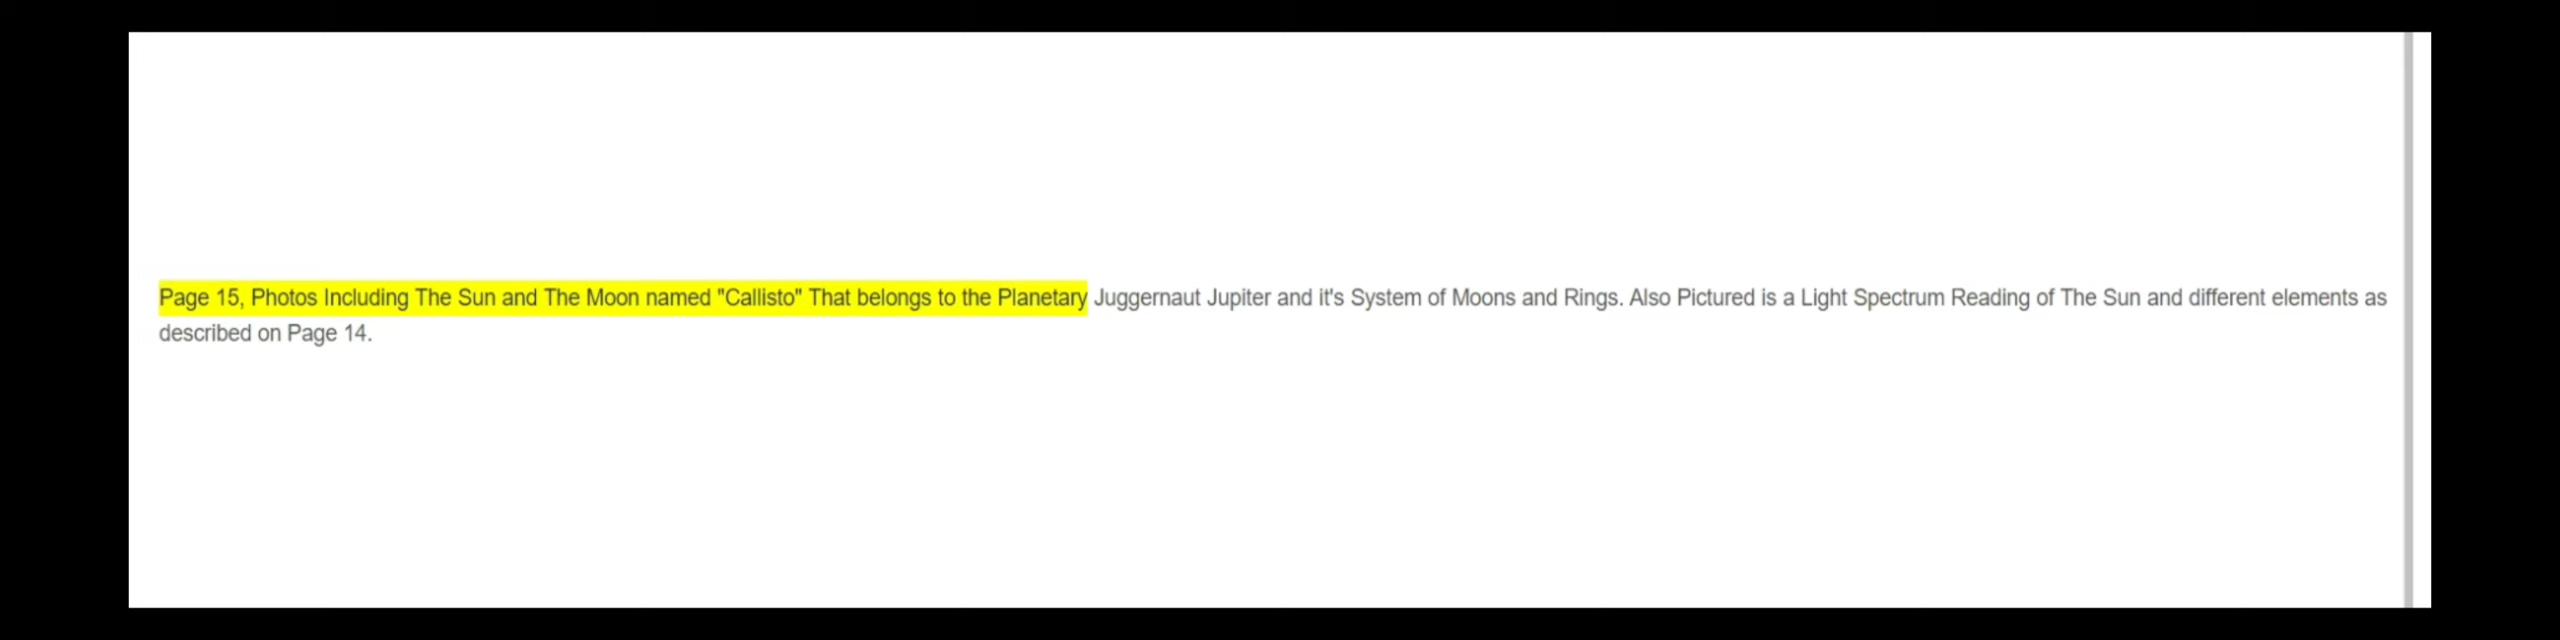 Page 15, Photos Including The Sun and The Moon named "Callisto" That belongs to the Planetary Juggernaut Jupiter and it's System of Moons and Rings. Also Pictured is a Light Spectrum Reading of The Sun and different elements as
described on Page 14.